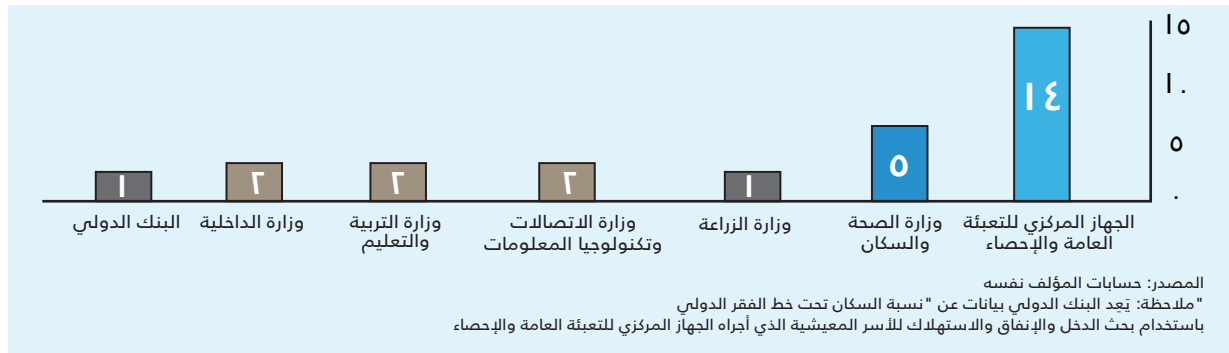 ١٥
١٠
٥
٠
١٤
٥
١
٢
٢
٢
١
الجهاز المركزي للتعبئة
العامة والإحصاء
وزارة الصحة
والسكان
وزارة الزراعة
وزارة الاتصالات
وتكنولوجيا المعلومات
وزارة التربية
والتعليم
وزارة الداخلية
البنك الدولي
المصدر: حسابات المؤلف نفسه
"ملاحظة: يَعِد البنك الدولي بيانات عن "نسبة السكان تحت خط الفقر الدولي
باستخدام بحث الدخل والإنفاق والاستهلاك للأسر المعيشية الذي أجراه الجهاز المركزي للتعبئة العامة والإحصاء